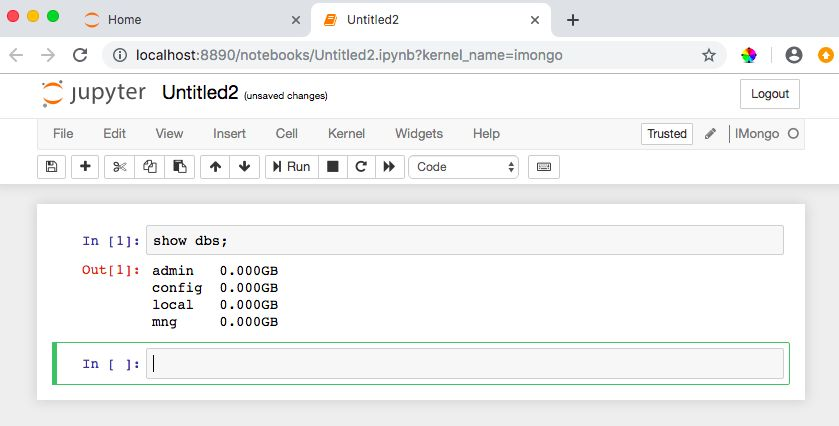 Home
Untitled2
localhost:8890/notebooks/Untitled2.ipynb?kernel_name=imongo
jupyter Untitled2 (unsaved changes) Logout
File Edit View Insert Cell Kernel Widgets Help Trusted IMongo
Run Code
In [1]: show dbs;
Out[1]: admin 0.000GB
config 0.000GB
local 0.000GB
mng 0.000GB
In [ ]: